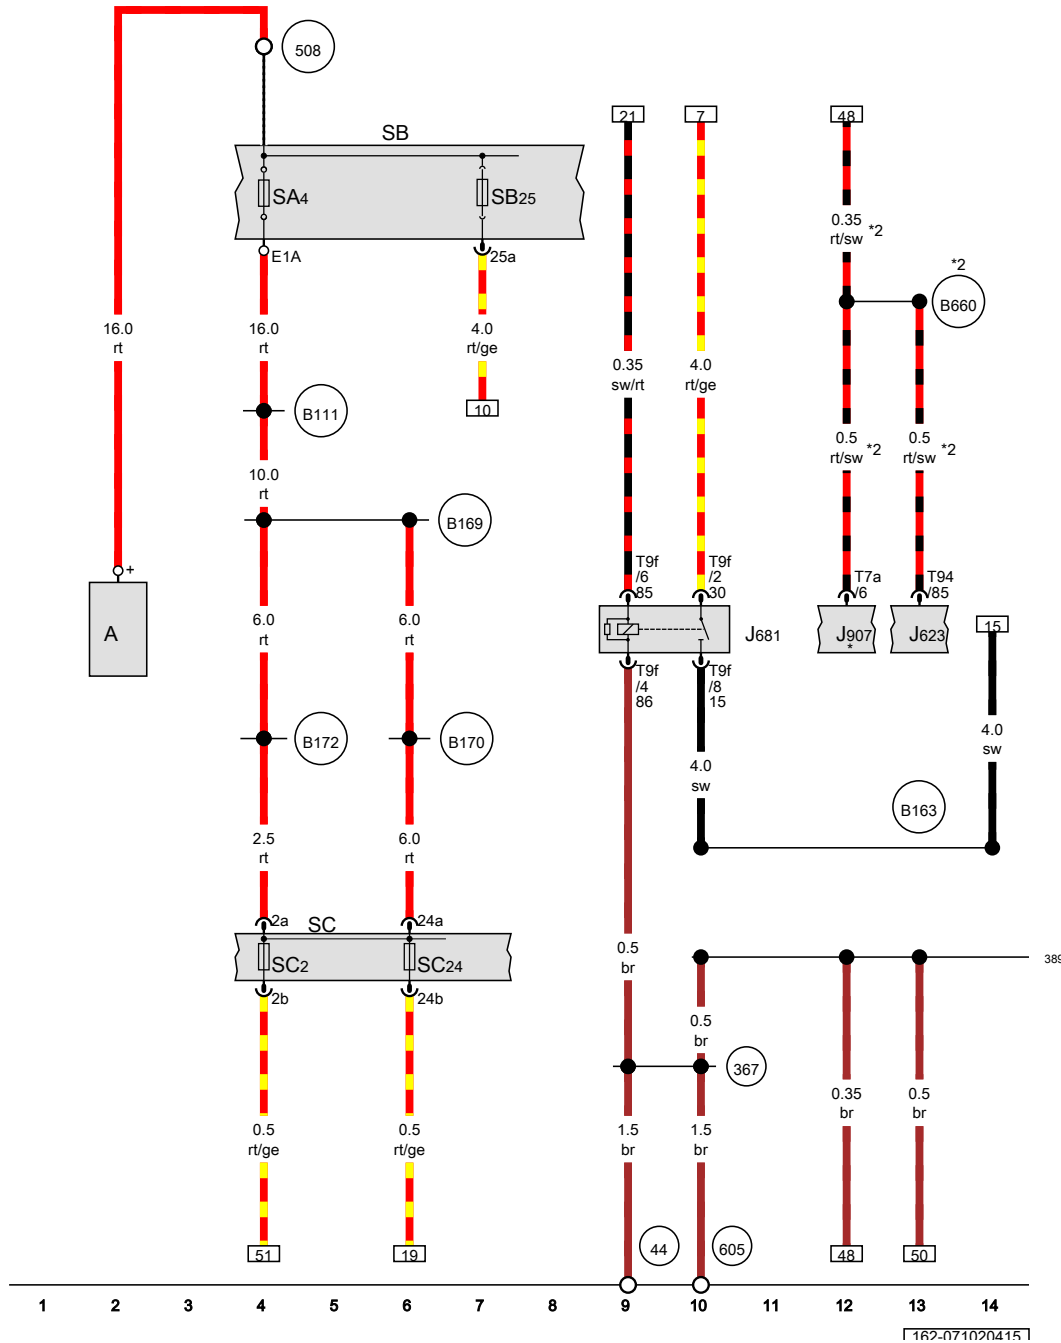 508
SB
21
7
48
SA4
SB25
0.35
rt/sw *2
E1A
25a
*2
B660
16.0
rt
16.0
rt
4.0
rt/ge
0.35
sw/rt
4.0
rt/ge
B111
10
0.5
rt/sw *2
0.5
rt/sw *2
10.0
rt
B169
+
T9f
/6
85
T9f
/2
30
T7a
/6
T94
/85
A
6.0
rt
6.0
rt
J681
J907
*
J623
15
T9f
/4
86
T9f
/8
15
B172
B170
4.0
sw
4.0
sw
B163
2.5
rt
6.0
rt
2a
SC
24a
SC2
SC24
0.5
br
389
2b
24b
0.5
br
367
0.5
rt/ge
0.5
rt/ge
1.5
br
1.5
br
0.35
br
0.5
br
51
19
44
605
48
50
1 2 3 4 5 6 7 8 9 10 11 12 13 14
162-071020415